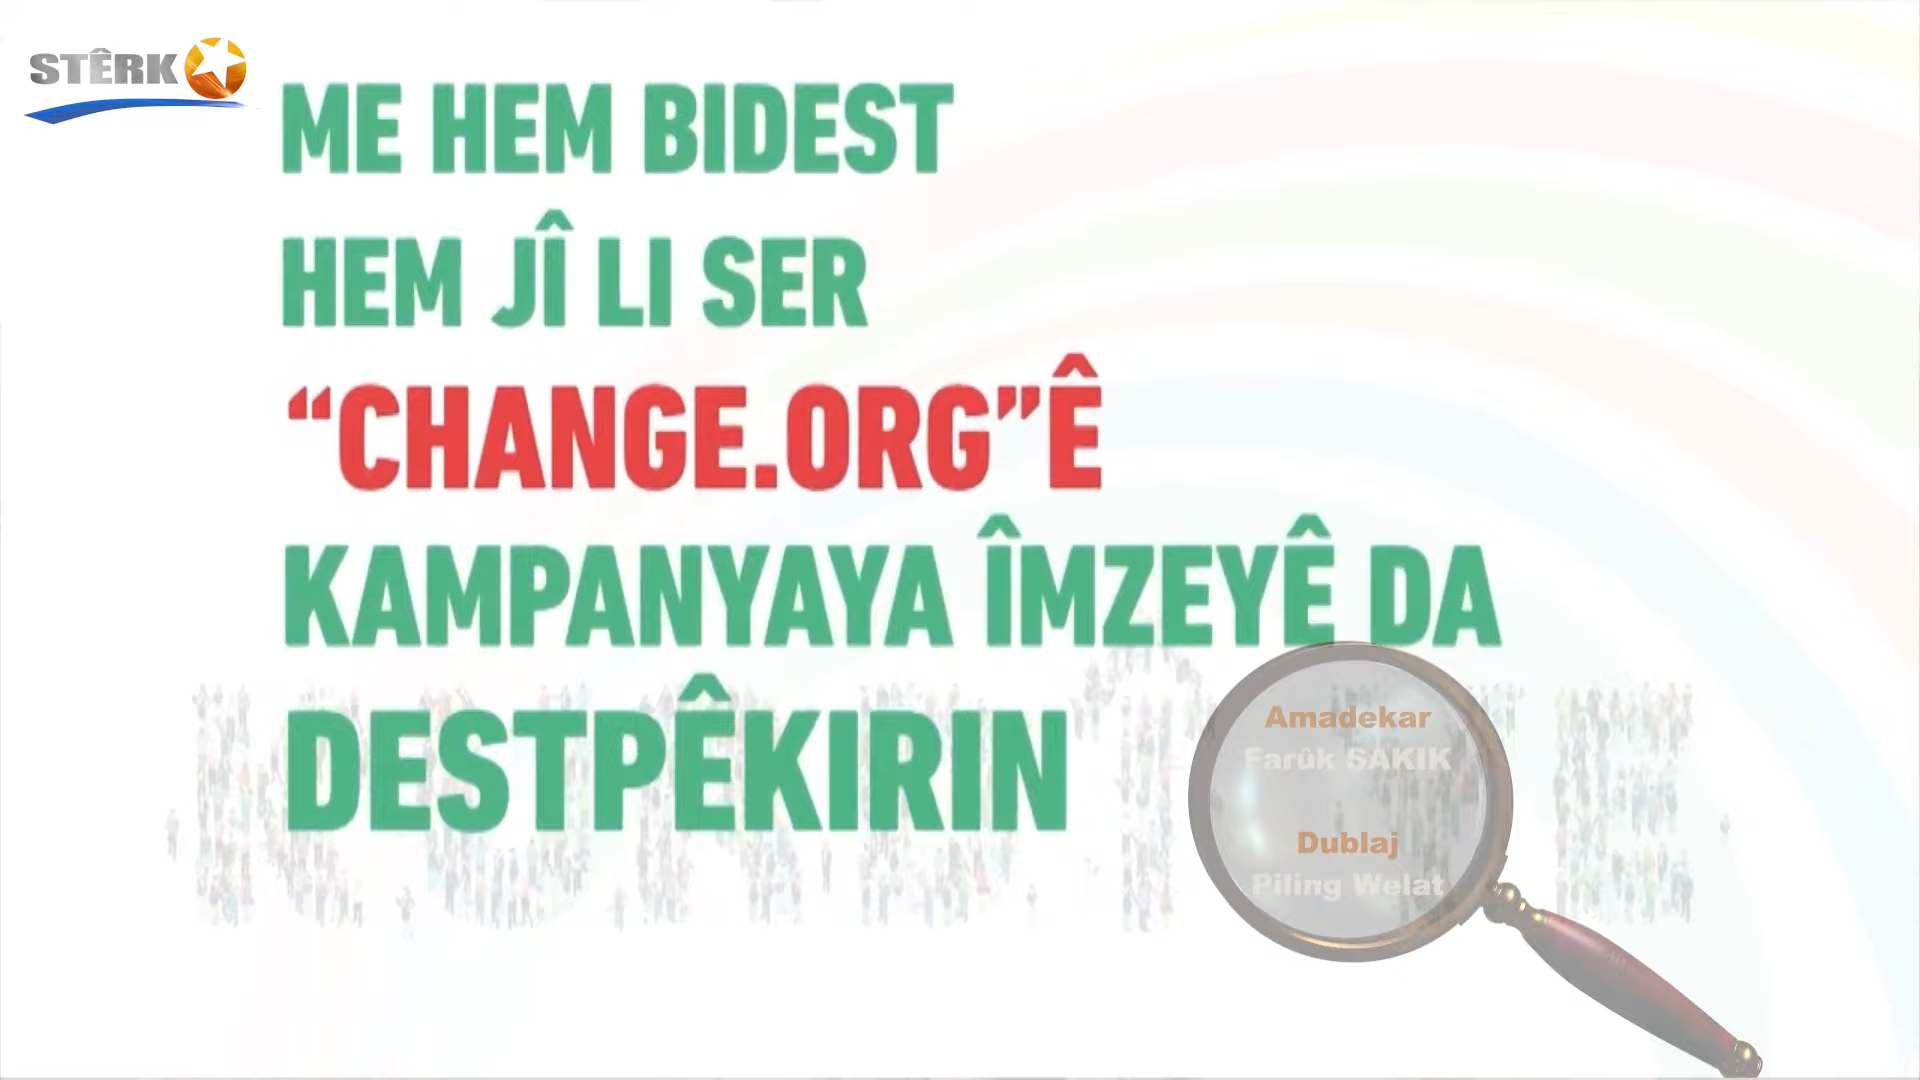 STÊRK
ME HEM BIDEST
HEM JÎ LI SER
“CHANGE.ORG”Ê
KAMPANYAYA ÎMZEYÊ DA
DESTPÊKIRIN
Amadekar
Farûk SAKIK
Dublaj
Piling Welat